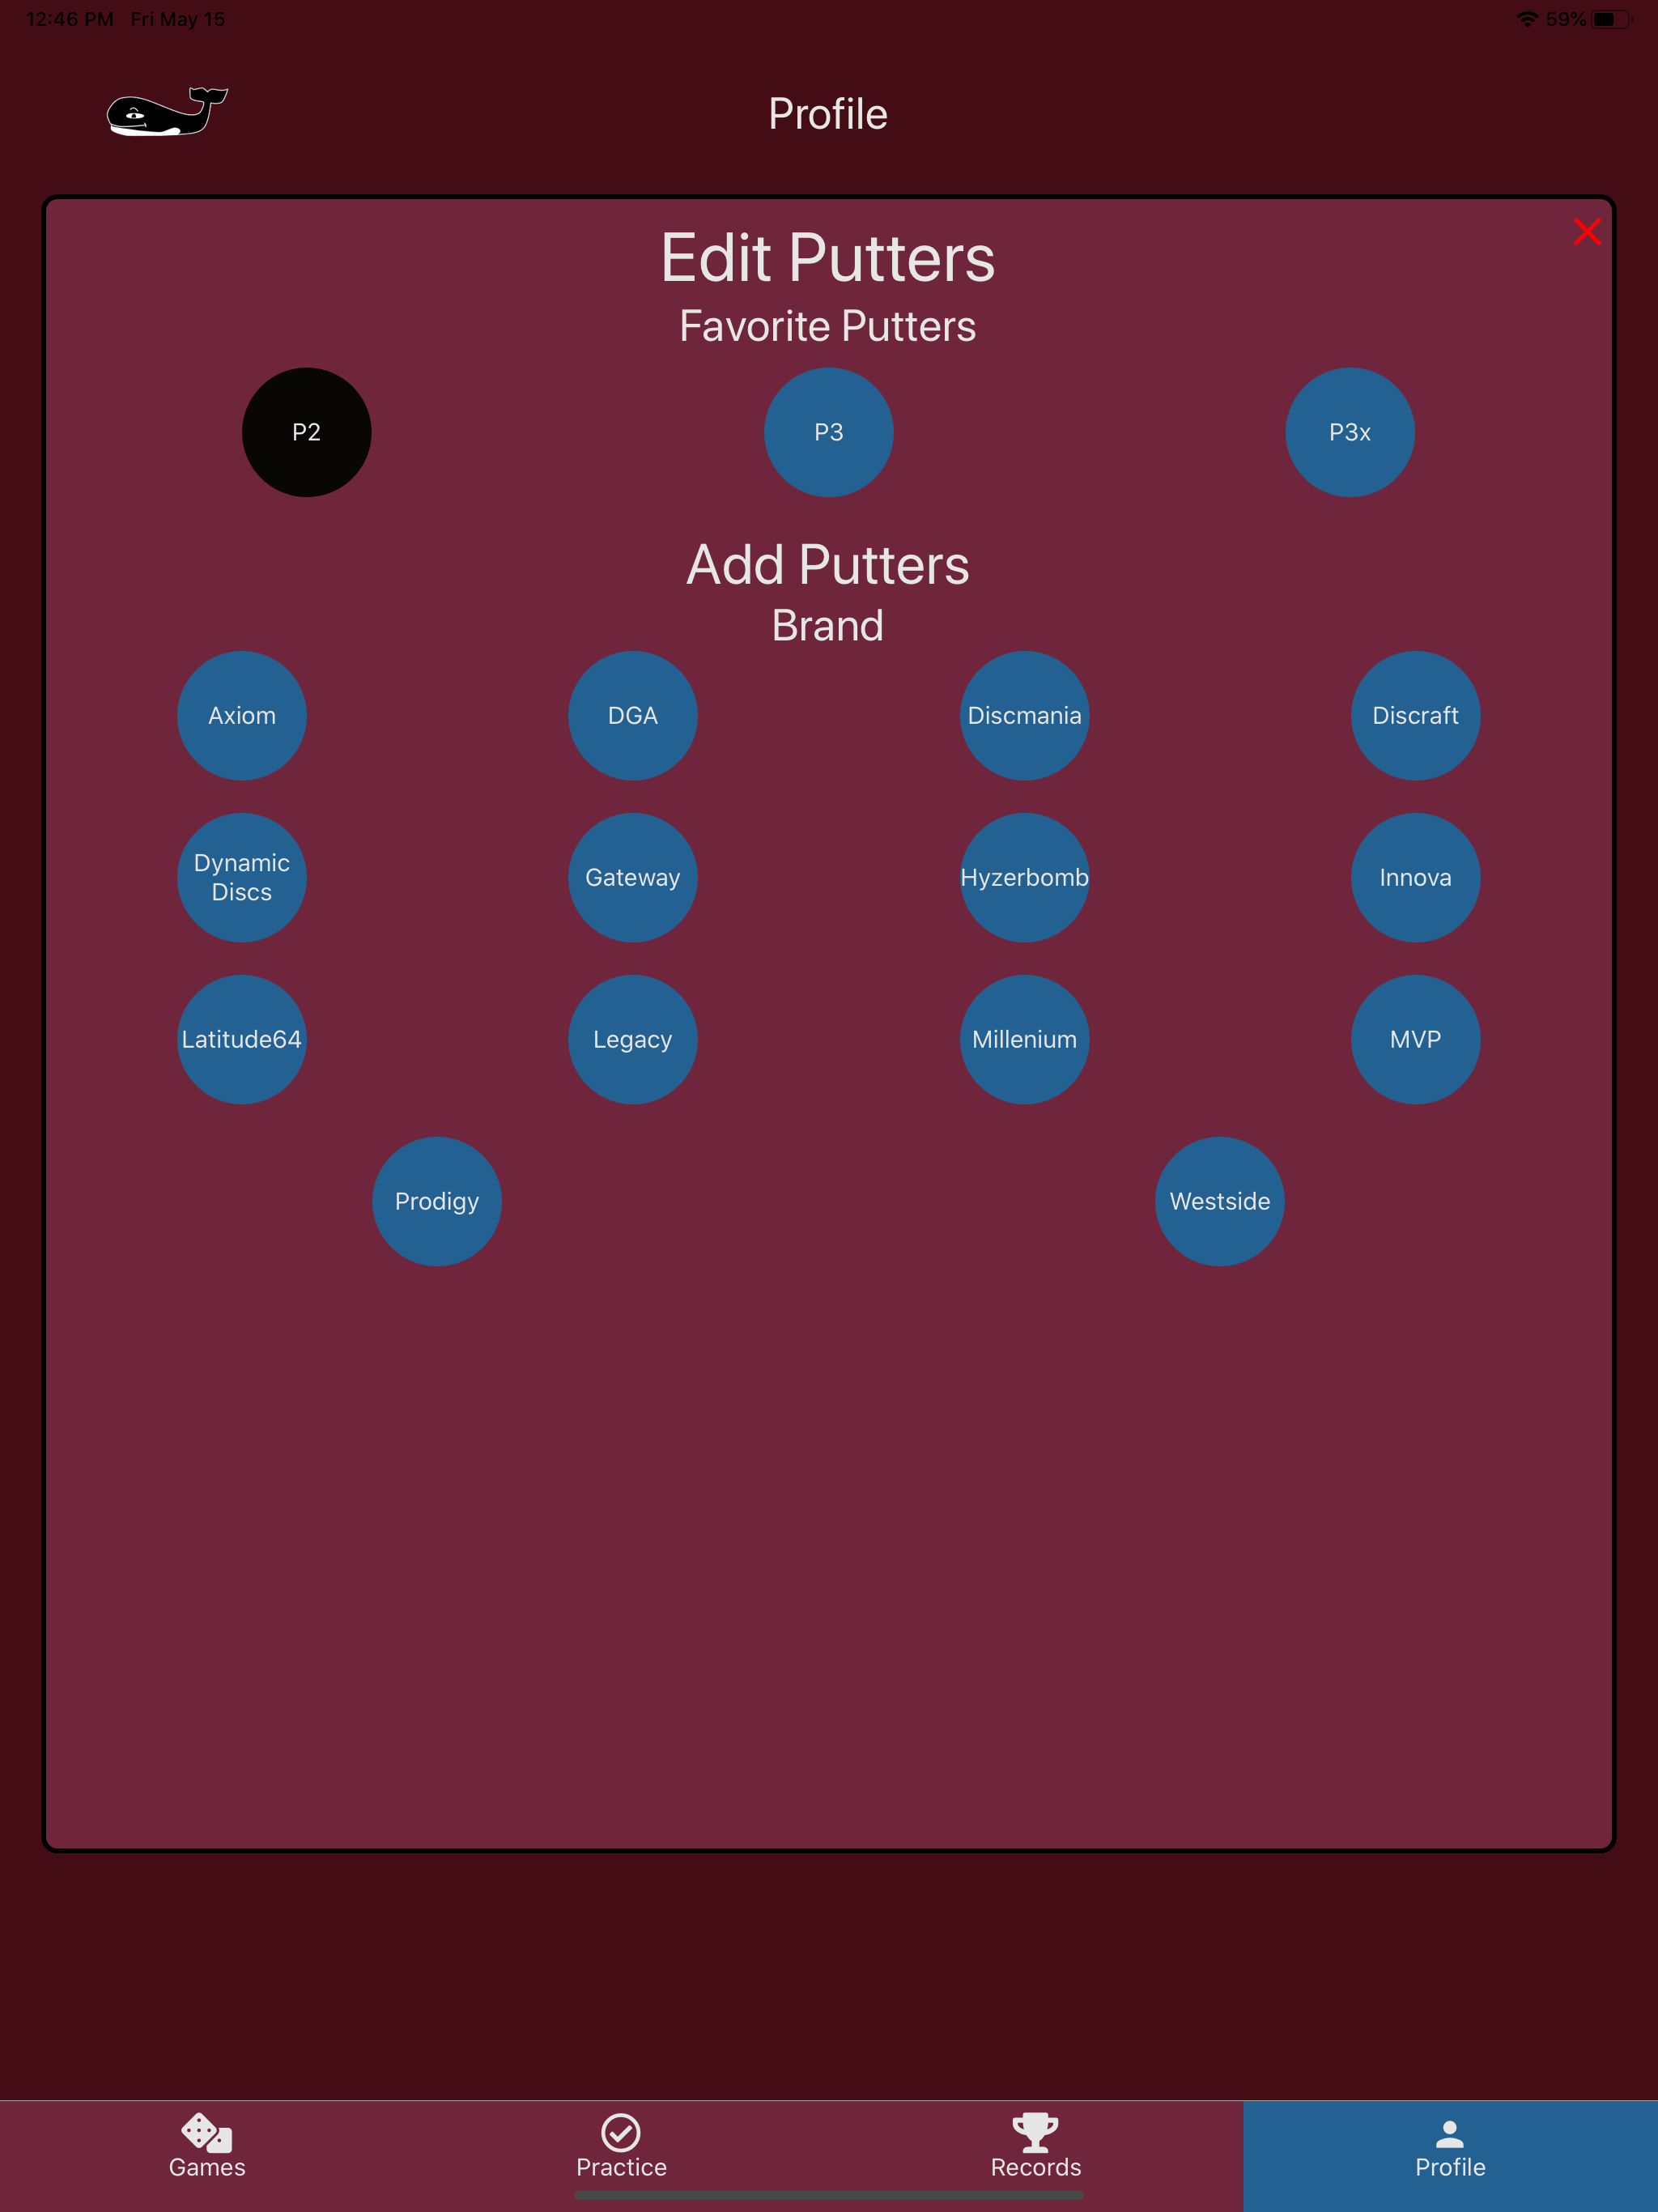 12:46 PM Fri May 15 59%
Profile
Edit Putters
Favorite Putters
P2 P3 P3x
Add Putters
Brand
Axiom DGA Discmania Discraft
Dynamic
Discs
Gateway Hyzerbomb Innova
Latitude64 Legacy Millenium MVP
Prodigy Westside
Games Practice Records Profile